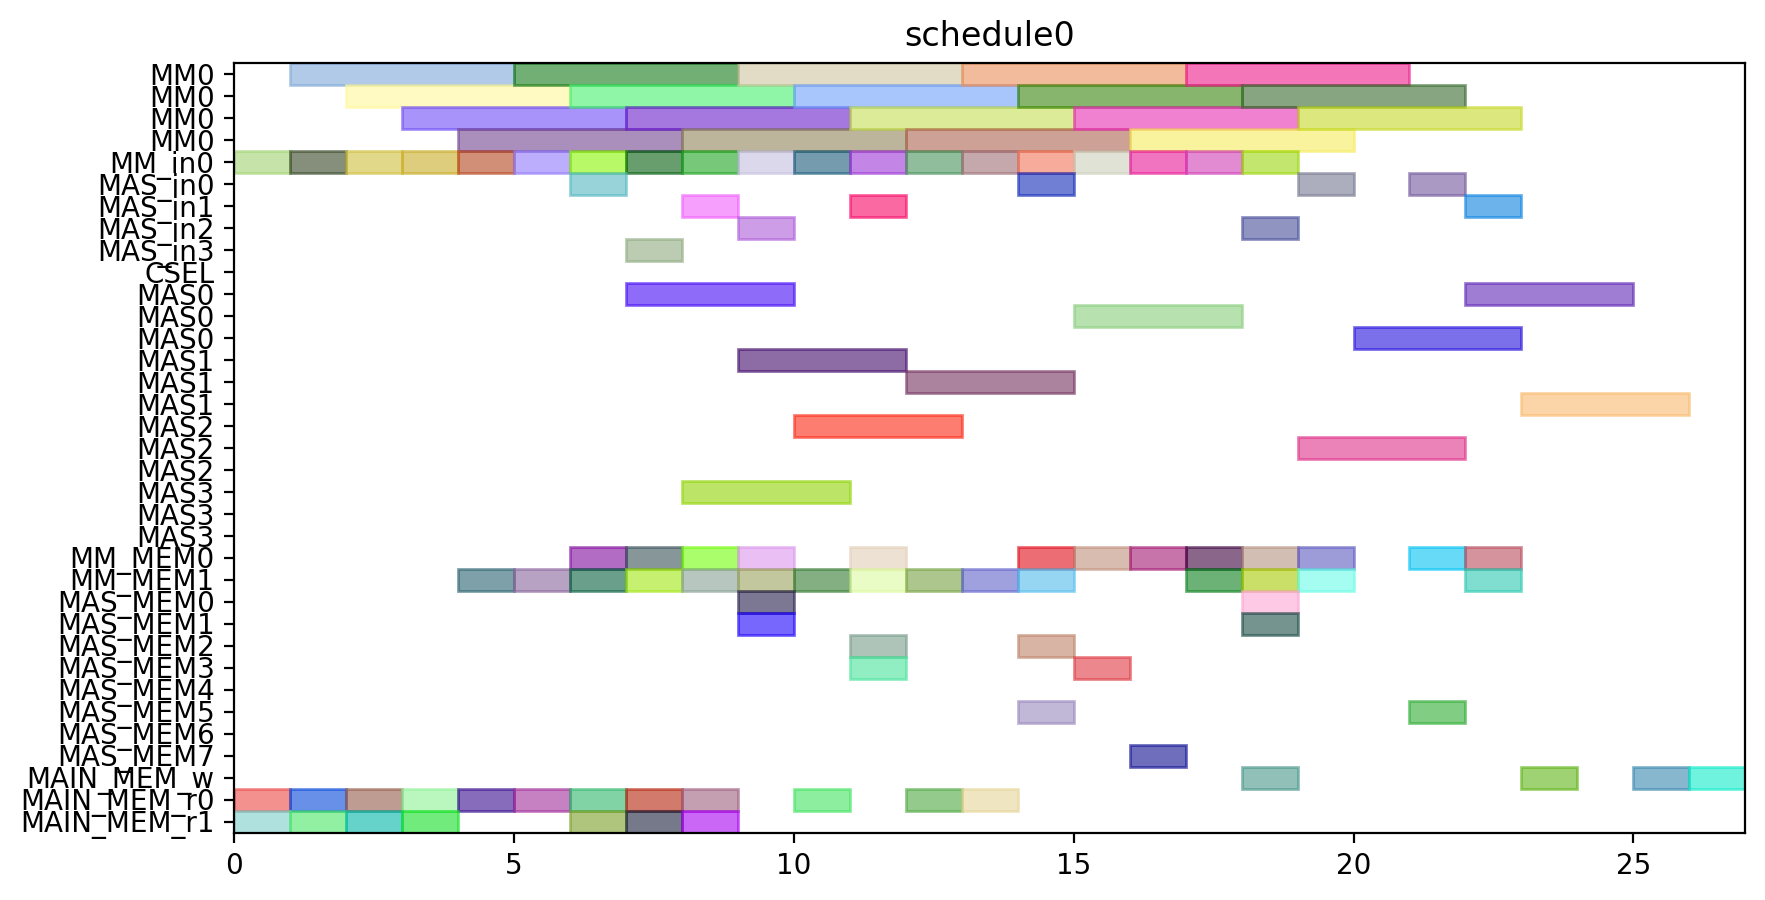 schedule0
MM0
MM0
MM0
MM0
MM_in0
MAS_in0
MAS_in1
MAS_in2
MAS_in3
CSEL
MAS0
MAS0
MAS0
MAS1
MAS1
MAS1
MAS2
MAS2
MAS2
MAS3
MAS3
MAS3
MM_MEM0
MM_MEM1
MAS_MEM0
MAS_MEM1
MAS_MEM2
MAS_MEM3
MAS_MEM4
MAS_MEM5
MAS_MEM6
MAS_MEM7
MAIN_MEM_w
MAIN_MEM_r0
MAIN_MEM_r1
0 5 10 15 20 25